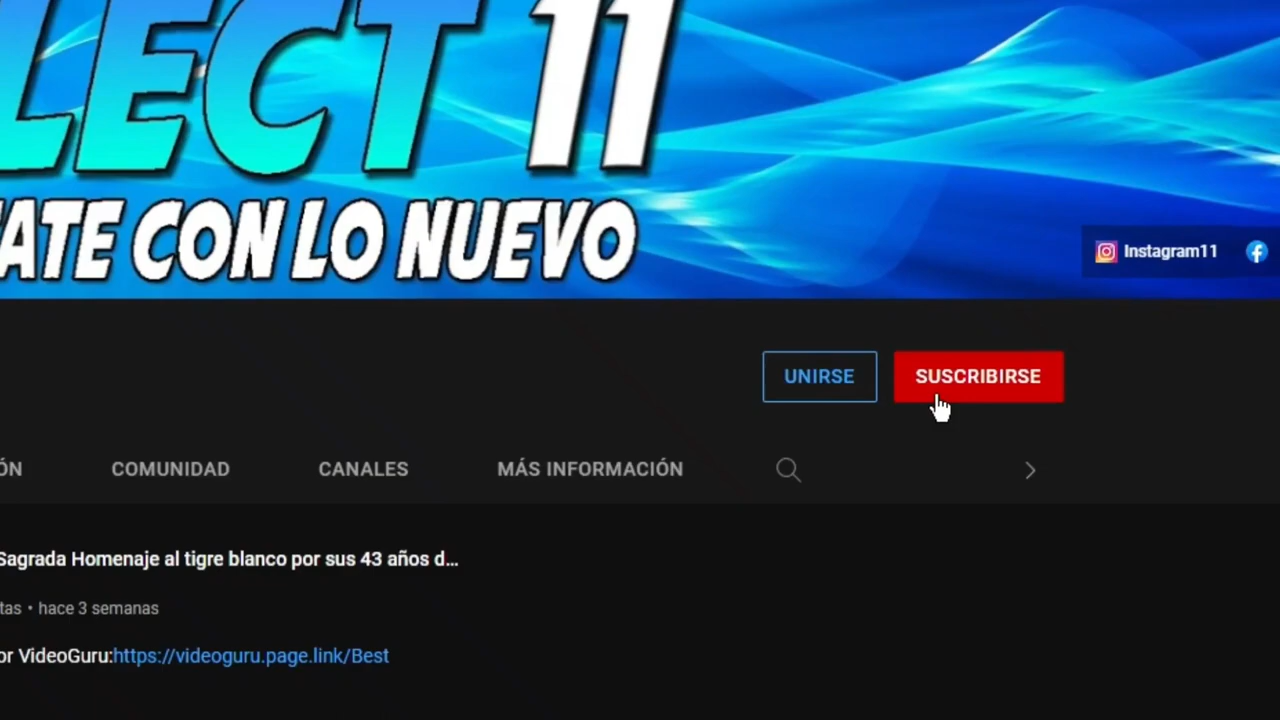 LECT 11
ATE CON LO NUEVO
Instagram11
UNIRSE
SUSCRIBIRSE
ÓN
COMUNIDAD
CANALES
MÁS INFORMACIÓN
Sagrada Homenaje al tigre blanco por sus 43 años d...
tas • hace 3 semanas
or VideoGuru:https://videoguru.page.link/Best